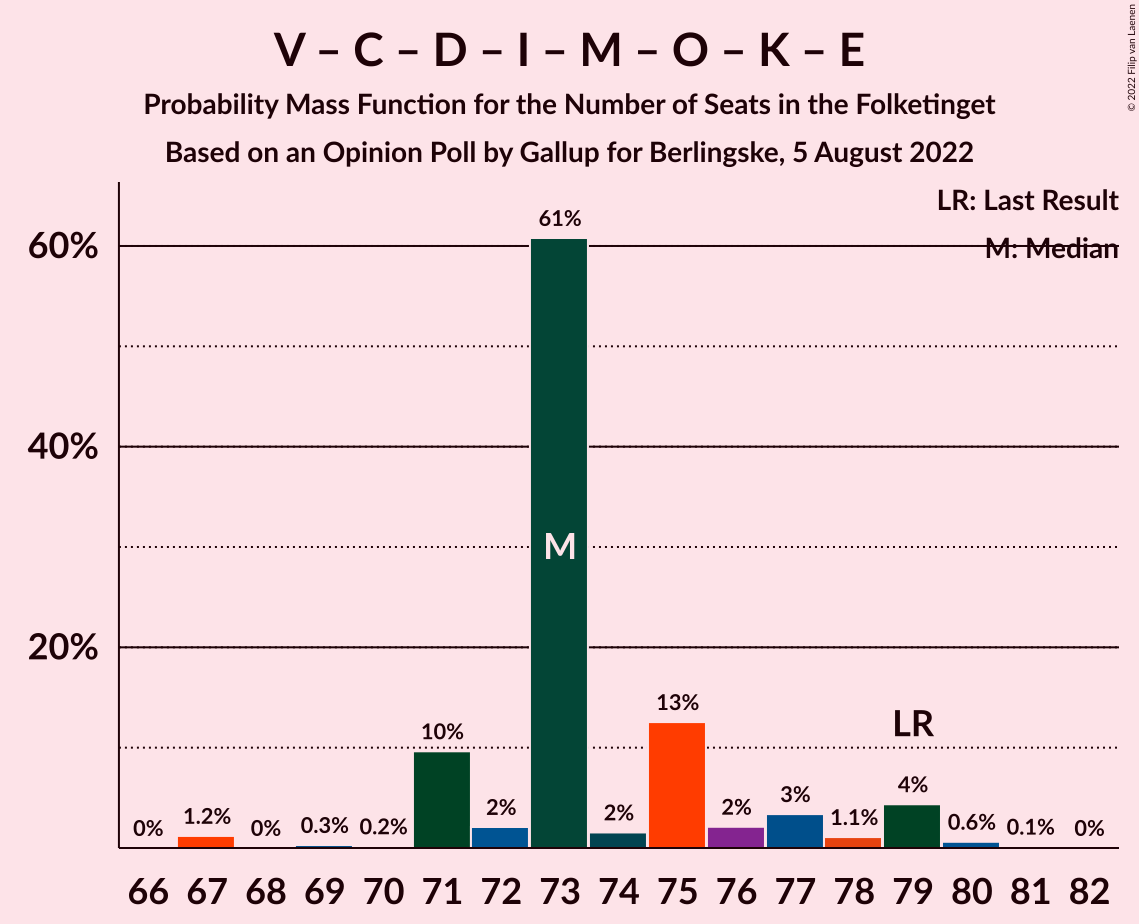 V – C – D – I – M – O – K – E
Probability Mass Function for the Number of Seats in the Folketinget
Based on an Opinion Poll by Gallup for Berlingske, 5 August 2022
© 2022 Filip van Laenen
LR: Last Result
M: Median
60%
40%
20%
0% 1.2% 0% 0.3% 0.2% 10% 2% 61% 2% 13% 2% 3% 1.1% 4% 0.6% 0.1% 0%
M
LR
66 67 68 69 70 71 72 73 74 75 76 77 78 79 80 81 82